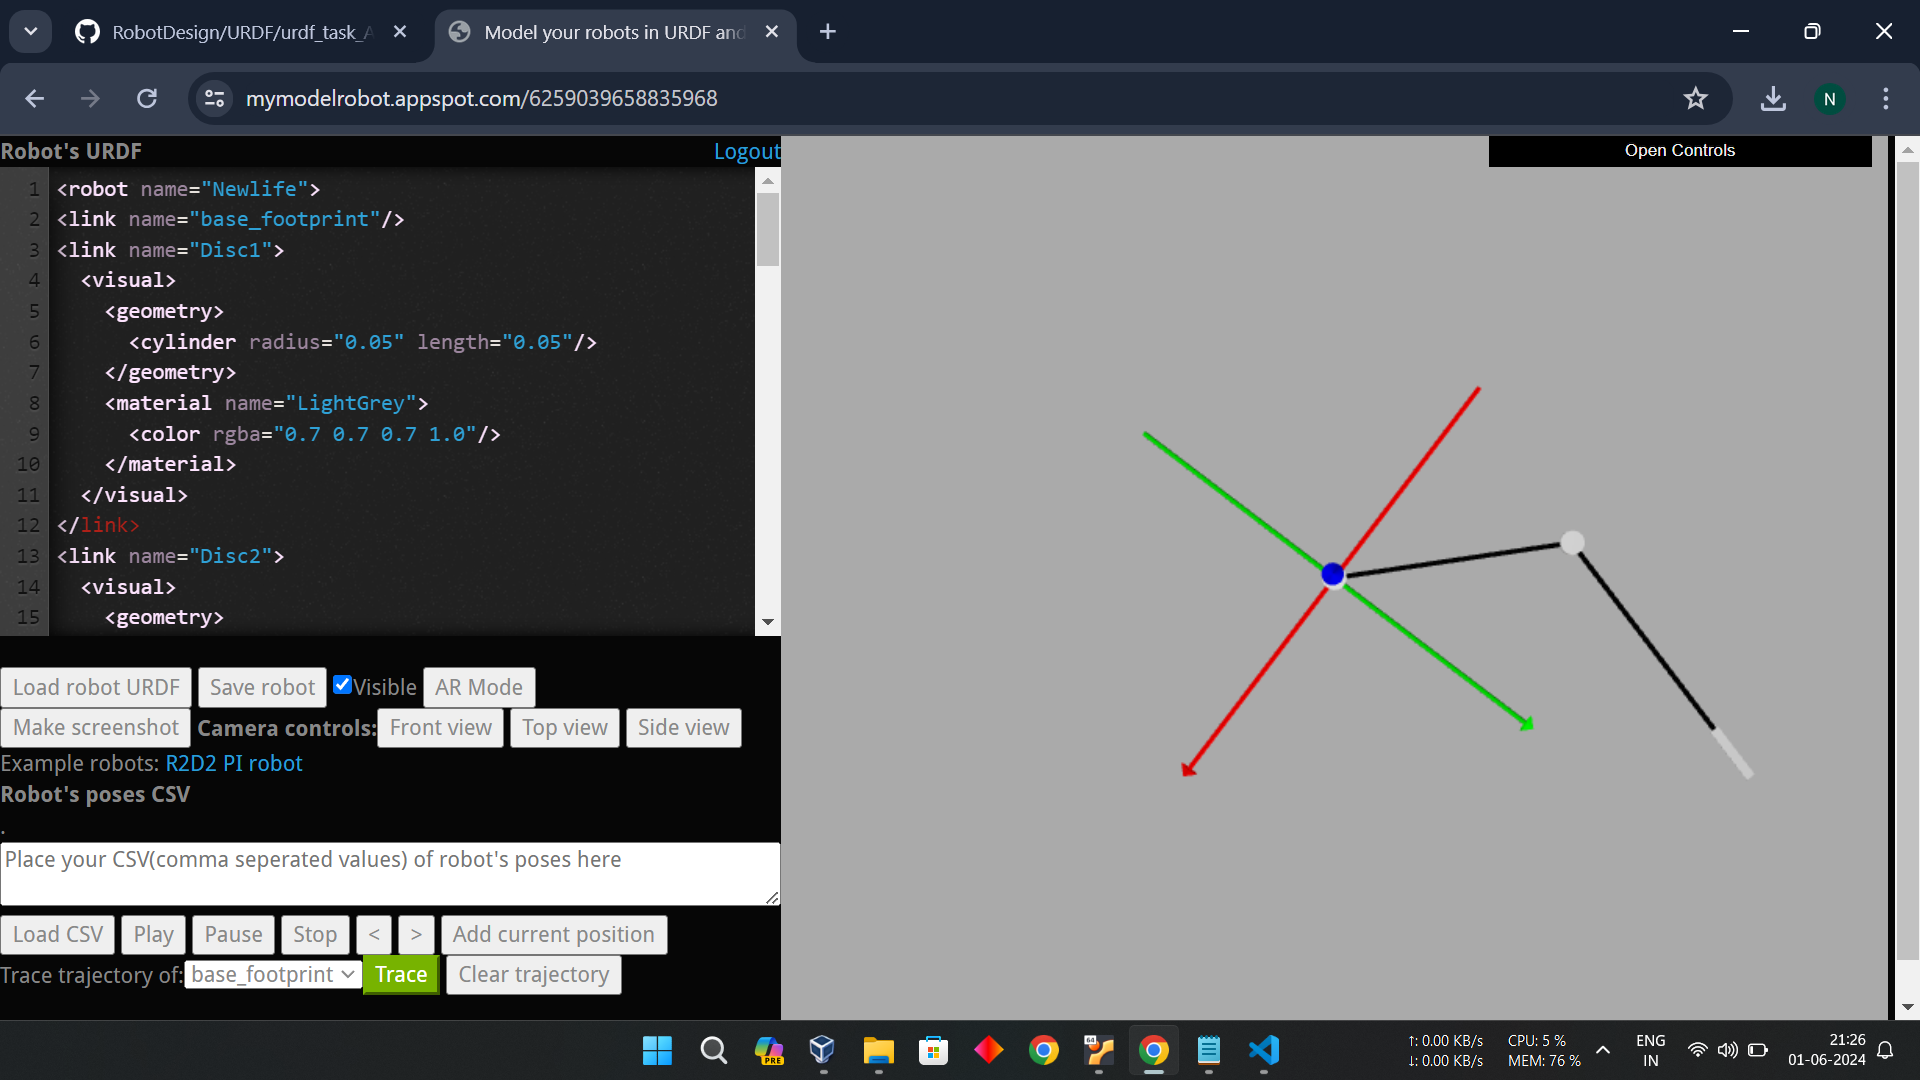 RobotDesign/URDF/urdf_task_A
Model your robots in URDF and
mymodelrobot.appspot.com/6259039658835968
N
Robot's URDF
Logout
Open Controls
1 <robot name="Newlife">
2 <link name="base_footprint"/>
3 <link name="Disc1">
4 <visual>
5 <geometry>
6 <cylinder radius="0.05" length="0.05"/>
7 </geometry>
8 <material name="LightGrey">
9 <color rgba="0.7 0.7 0.7 1.0"/>
10 </material>
11 </visual>
12 </link>
13 <link name="Disc2">
14 <visual>
15 <geometry>
Load robot URDF Save robot Visible AR Mode
Make screenshot Camera controls: Front view Top view Side view
Example robots: R2D2 PI robot
Robot's poses CSV
.
Place your CSV(comma seperated values) of robot's poses here
Load CSV Play Pause Stop < > Add current position
Trace trajectory of: base_footprint Trace Clear trajectory
PRE
64
↑: 0.00 KB/s
↓: 0.00 KB/s
CPU: 5 %
MEM: 76 %
ENG
IN
21:26
01-06-2024